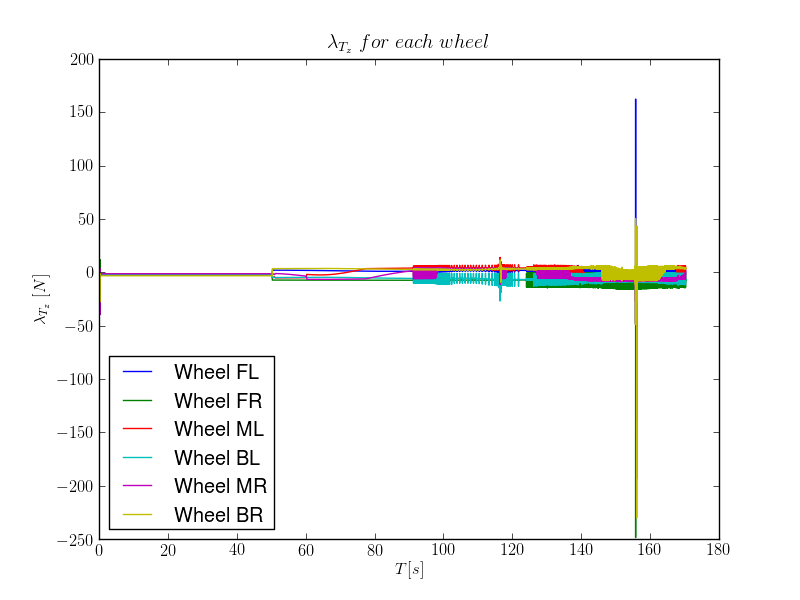 λ_{T_z} for each wheel
200
150
100
50
0
−50
−100
−150
−200
−250
λ_{T_z} [N]
Wheel FL
Wheel FR
Wheel ML
Wheel BL
Wheel MR
Wheel BR
0 20 40 60 80 100 120 140 160 180
T[s]